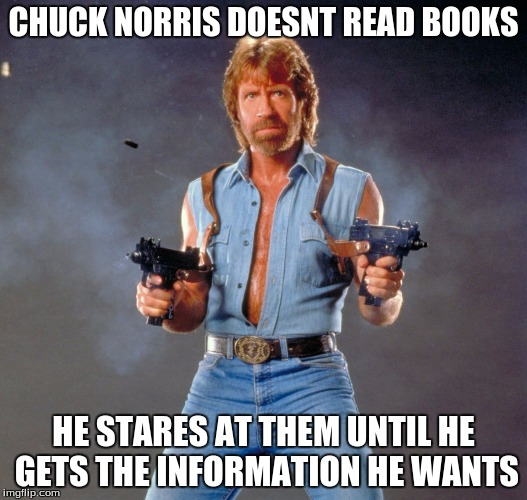 CHUCK NORRIS DOESNT READ BOOKS
HE STARES AT THEM UNTIL HE
GETS THE INFORMATION HE WANTS
imgflip.com